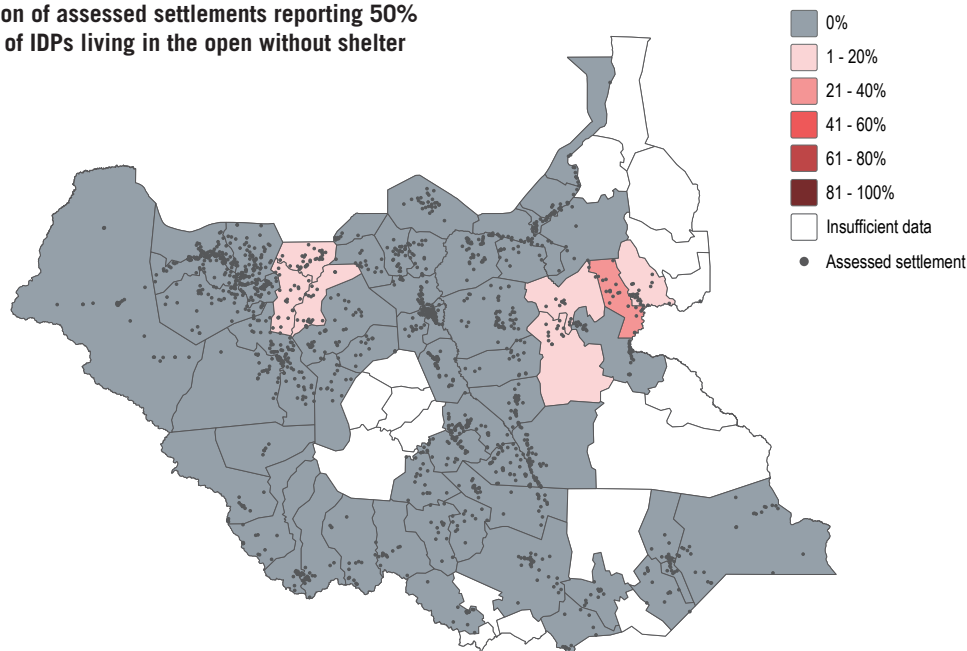 on of assessed settlements reporting 50%
of IDPs living in the open without shelter
0%
1 - 20%
21 - 40%
41 - 60%
61 - 80%
81 - 100%
Insufficient data
Assessed settlement